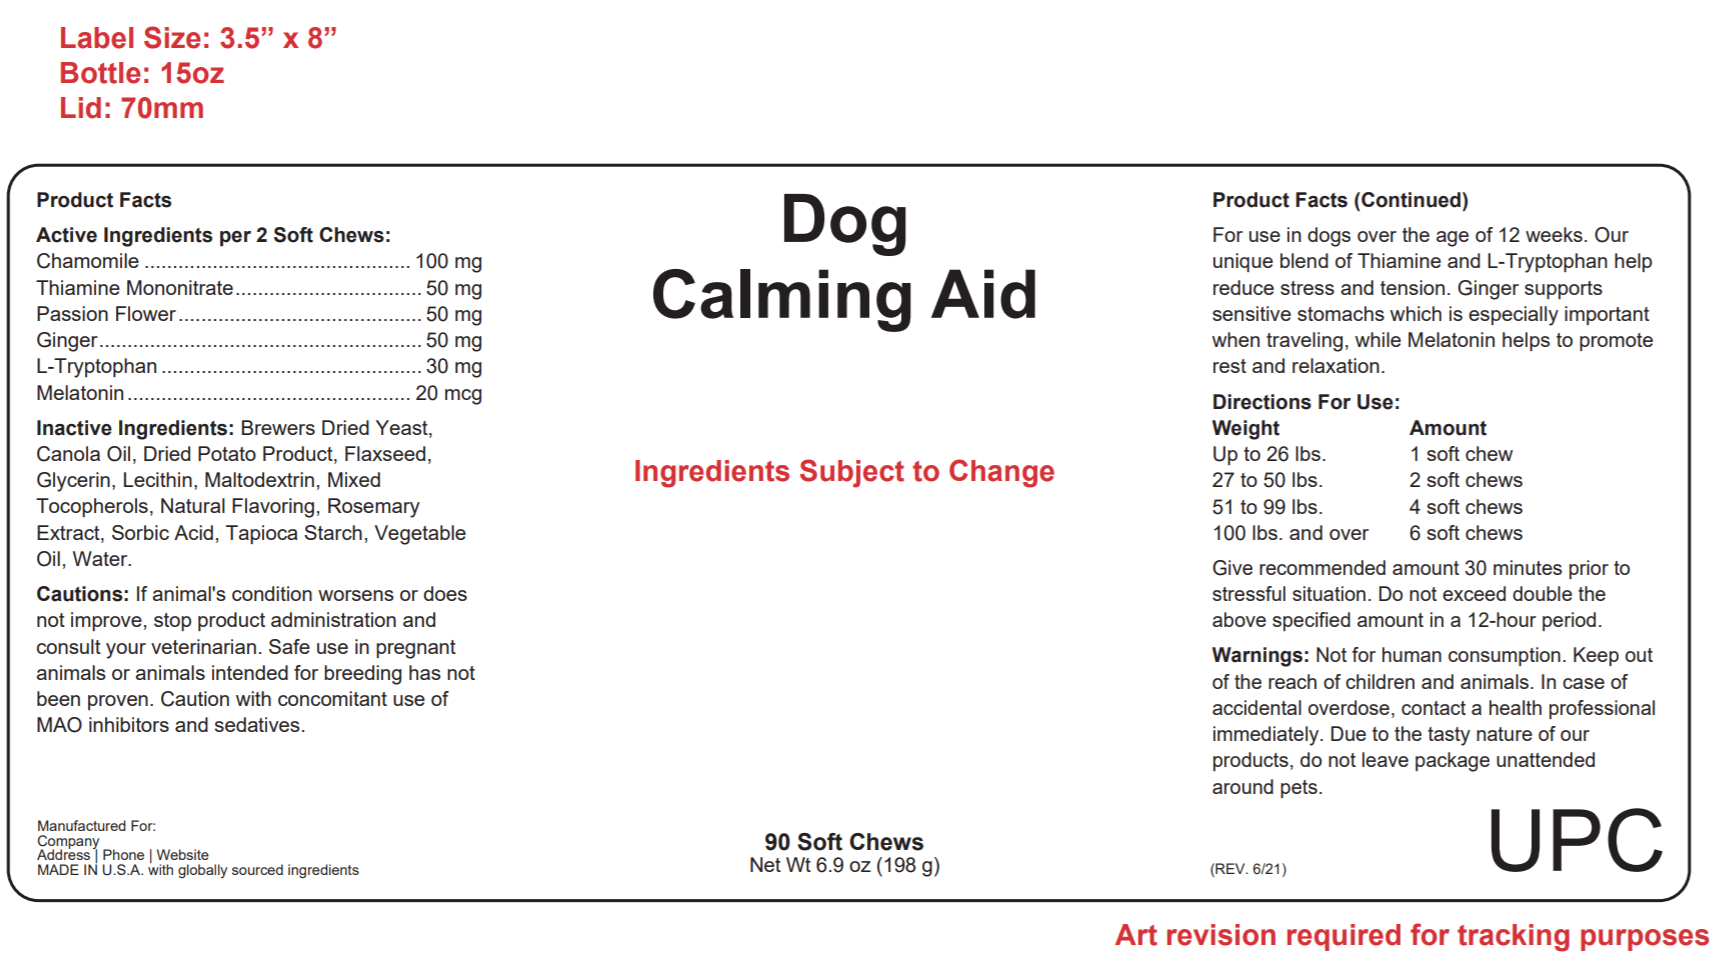 Label Size: 3.5” x 8”
Bottle: 15oz
Lid: 70mm
Product Facts
Active Ingredients per 2 Soft Chews:
Chamomile ............................................... 100 mg
Thiamine Mononitrate................................. 50 mg
Passion Flower........................................... 50 mg
Ginger......................................................... 50 mg
L-Tryptophan .............................................. 30 mg
Melatonin.................................................. 20 mcg
Inactive Ingredients: Brewers Dried Yeast,
Canola Oil, Dried Potato Product, Flaxseed,
Glycerin, Lecithin, Maltodextrin, Mixed
Tocopherols, Natural Flavoring, Rosemary
Extract, Sorbic Acid, Tapioca Starch, Vegetable
Oil, Water.
Cautions: If animal's condition worsens or does
not improve, stop product administration and
consult your veterinarian. Safe use in pregnant
animals or animals intended for breeding has not
been proven. Caution with concomitant use of
MAO inhibitors and sedatives.
Manufactured For:
Company
Address | Phone | Website
MADE IN U.S.A. with globally sourced ingredients
Dog
Calming Aid
Ingredients Subject to Change
90 Soft Chews
Net Wt 6.9 oz (198 g)
Product Facts (Continued)
For use in dogs over the age of 12 weeks. Our
unique blend of Thiamine and L-Tryptophan help
reduce stress and tension. Ginger supports
sensitive stomachs which is especially important
when traveling, while Melatonin helps to promote
rest and relaxation.
Directions For Use:
Weight Amount
Up to 26 lbs. 1 soft chew
27 to 50 lbs. 2 soft chews
51 to 99 lbs. 4 soft chews
100 lbs. and over 6 soft chews
Give recommended amount 30 minutes prior to
stressful situation. Do not exceed double the
above specified amount in a 12-hour period.
Warnings: Not for human consumption. Keep out
of the reach of children and animals. In case of
accidental overdose, contact a health professional
immediately. Due to the tasty nature of our
products, do not leave package unattended
around pets.
(REV. 6/21)
UPC
Art revision required for tracking purposes